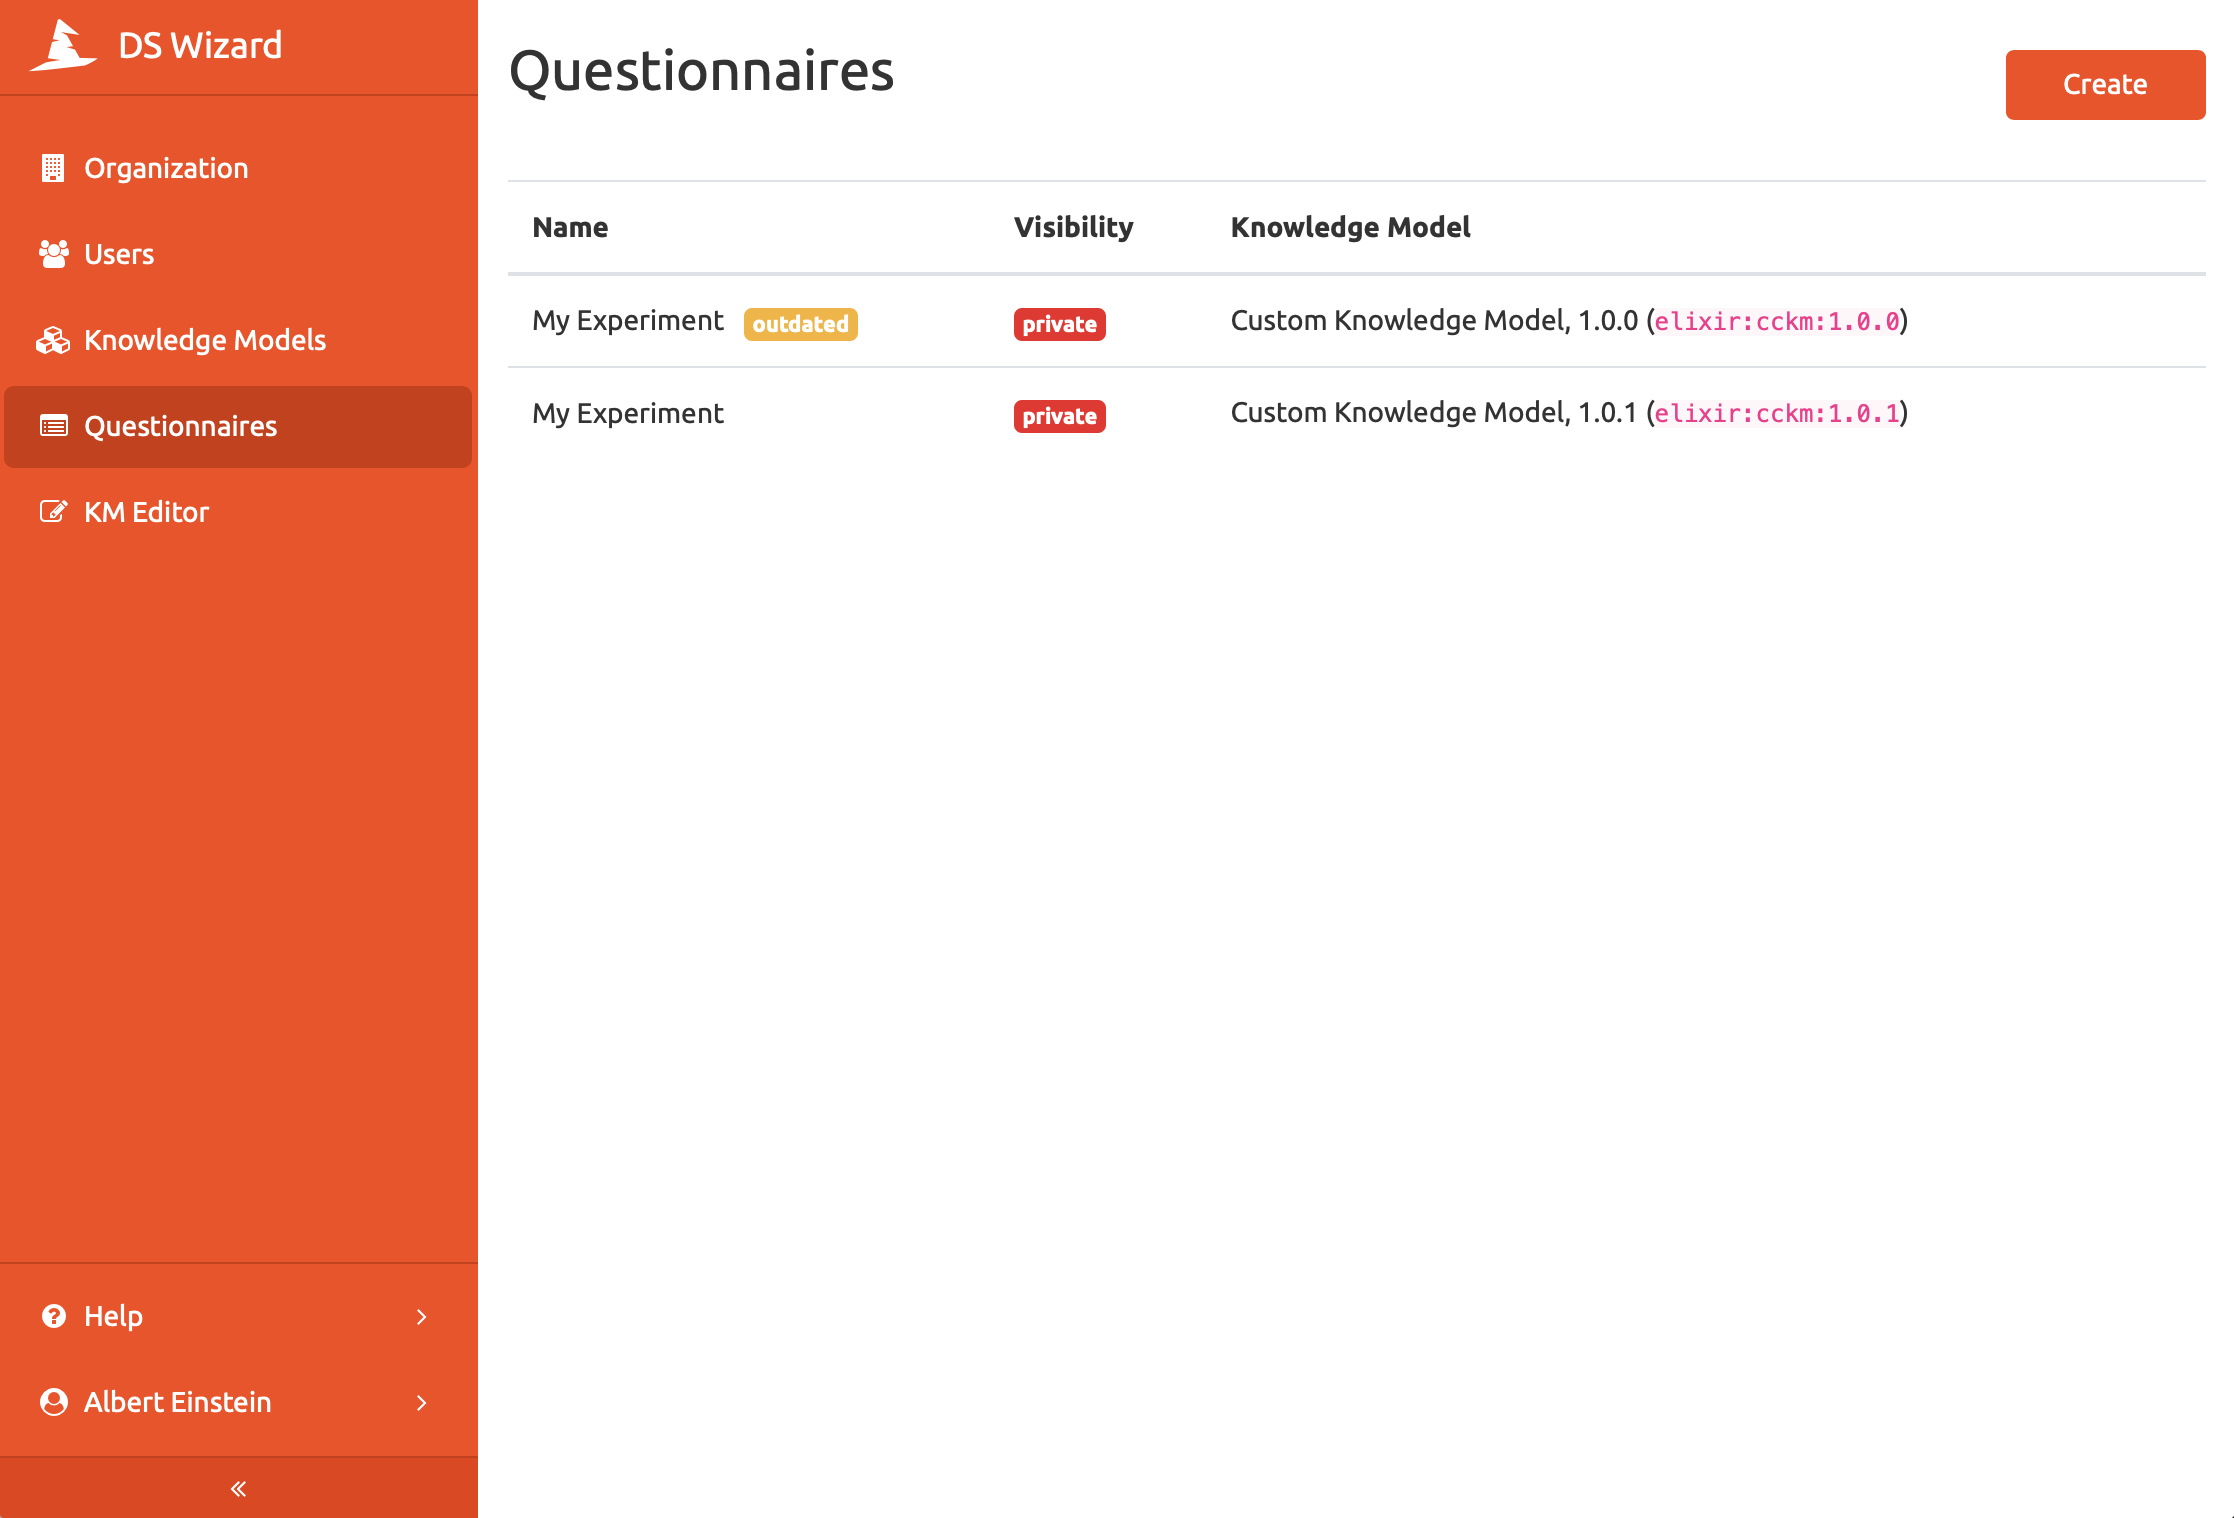 DS Wizard
Organization
Users
Knowledge Models
Questionnaires
KM Editor
Help
Albert Einstein
Questionnaires
Create
Name Visibility Knowledge Model
My Experiment outdated private Custom Knowledge Model, 1.0.0 (elixir:cckm:1.0.0)
My Experiment private Custom Knowledge Model, 1.0.1 (elixir:cckm:1.0.1)